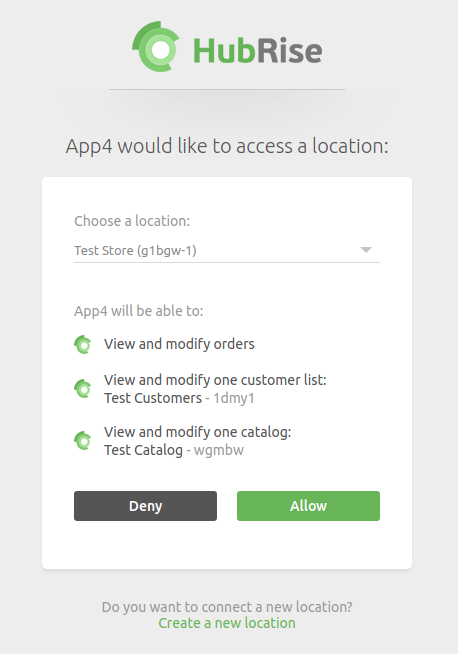 HubRise
App4 would like to access a location:
Choose a location:
Test Store (g1bgw-1)
App4 will be able to:
View and modify orders
View and modify one customer list:
Test Customers - 1dmy1
View and modify one catalog:
Test Catalog - wgmbw
Deny
Allow
Do you want to connect a new location?
Create a new location